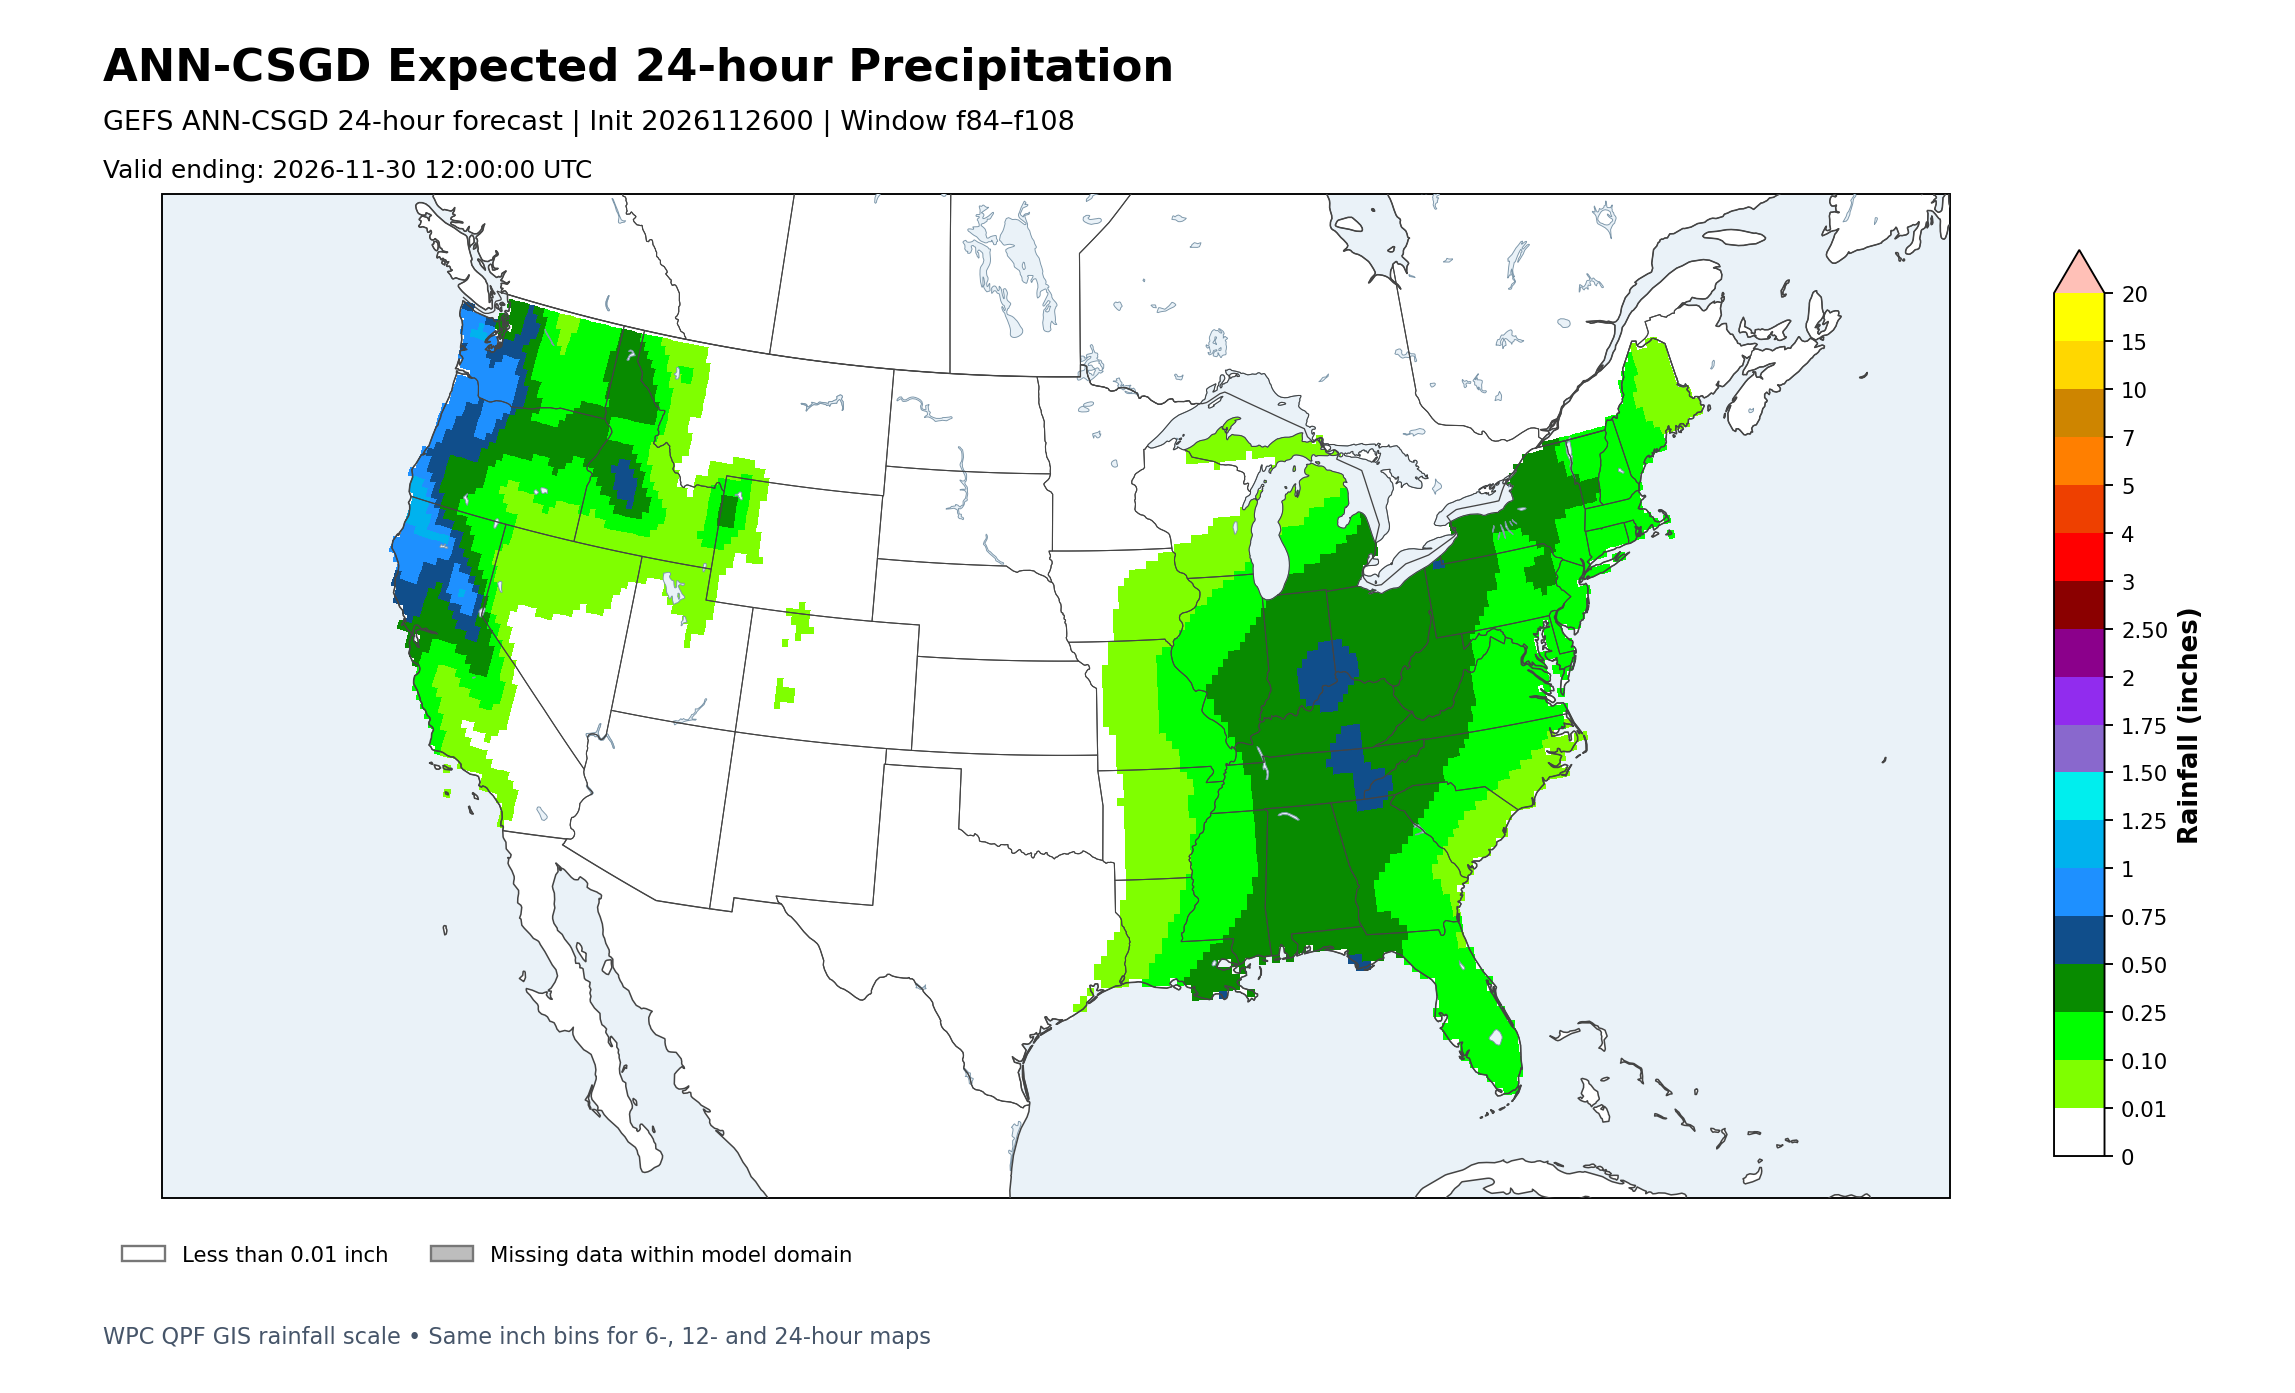 ANN-CSGD Expected 24-hour Precipitation
GEFS ANN-CSGD 24-hour forecast | Init 2026112600 | Window f84–f108
Valid ending: 2026-11-30 12:00:00 UTC
20
15
10
7
5
4
3
2.50
2
1.75
1.50
1.25
1
0.75
0.50
0.25
0.10
0.01
0
Rainfall (inches)
Less than 0.01 inch
Missing data within model domain
WPC QPF GIS rainfall scale • Same inch bins for 6-, 12- and 24-hour maps